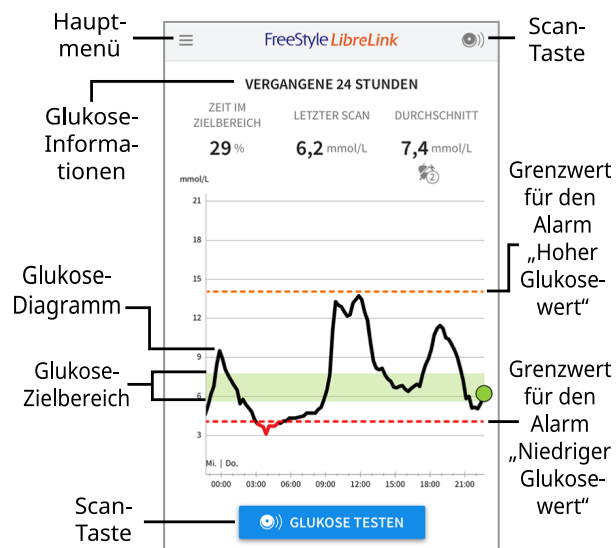 Haupt-
menü
FreeStyle LibreLink
Scan-
Taste
VERGANGENE 24 STUNDEN
Glukose-
Informa-
tionen
ZEIT IM
ZIELBEREICH
29 %
LETZTER SCAN
6,2 mmol/L
DURCHSCHNITT
7,4 mmol/L
2
mmol/L
21
18
15
12
9
6
3
Grenzwert
für den
Alarm
„Hoher
Glukose-
wert“
Glukose-
Diagramm
Glukose-
Zielbereich
Grenzwert
für den
Alarm
„Niedriger
Glukose-
wert“
Mi. | Do.
00:00 03:00 06:00 09:00 12:00 15:00 18:00 21:00
Scan-
Taste
GLUKOSE TESTEN